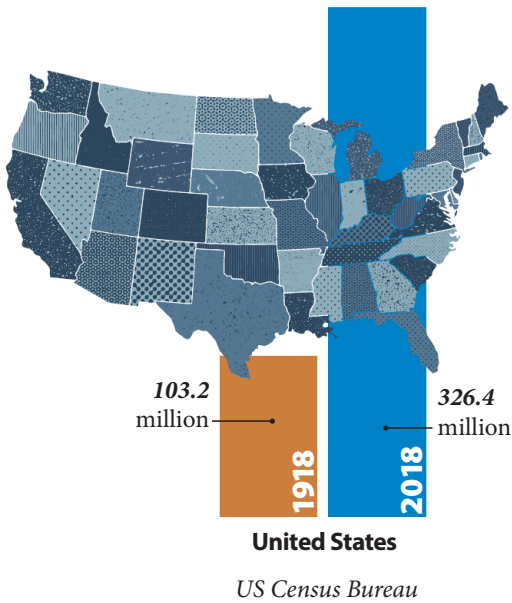 103.2
million
326.4
million
1918
2018
United States
US Census Bureau